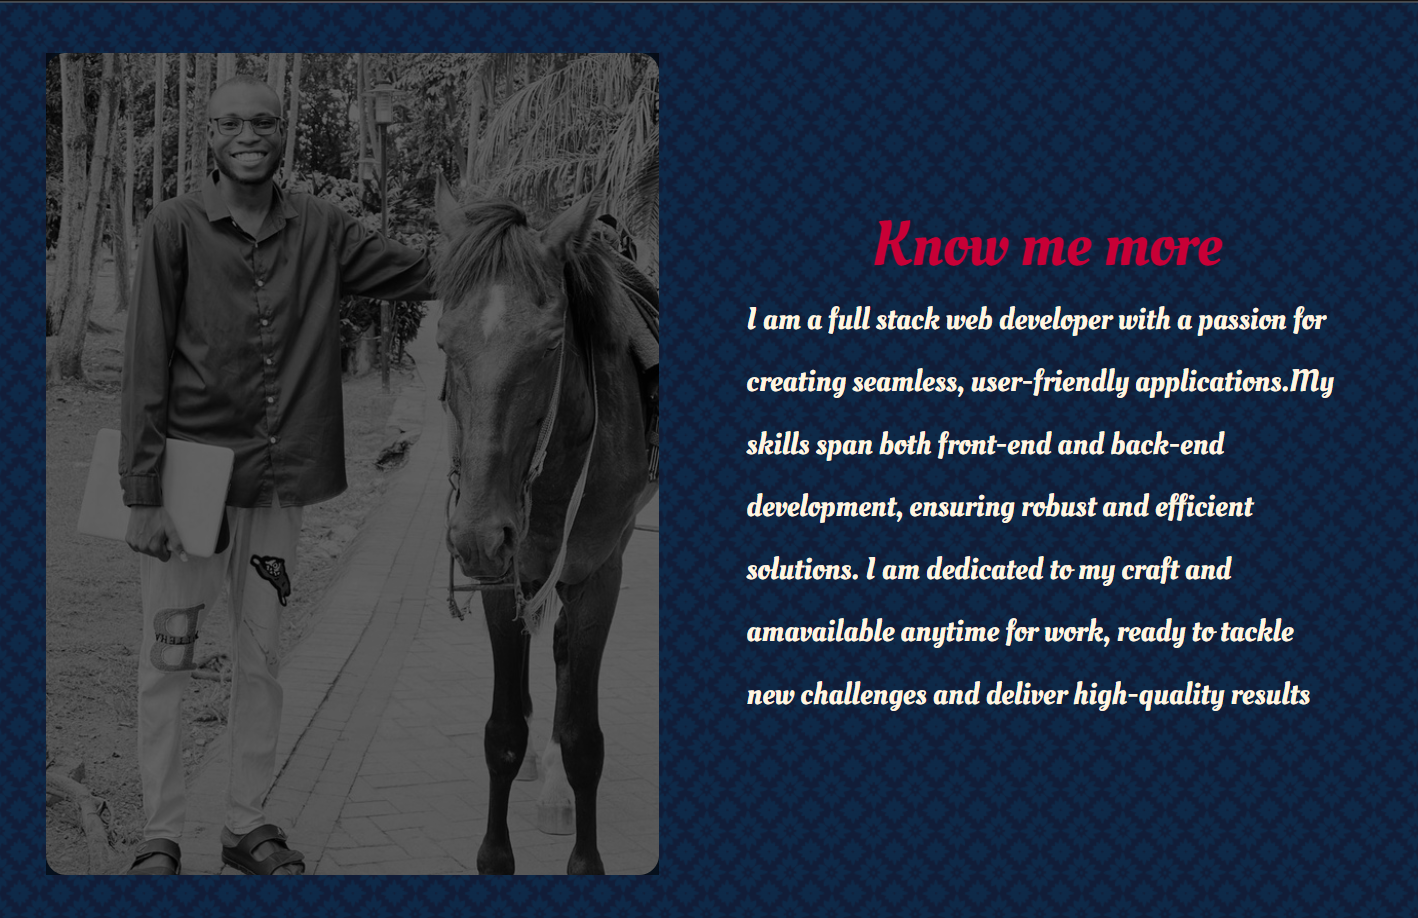 Know me more
I am a full stack web developer with a passion for
creating seamless, user-friendly applications.My
skills span both front-end and back-end
development, ensuring robust and efficient
solutions. I am dedicated to my craft and
amavailable anytime for work, ready to tackle
new challenges and deliver high-quality results
B